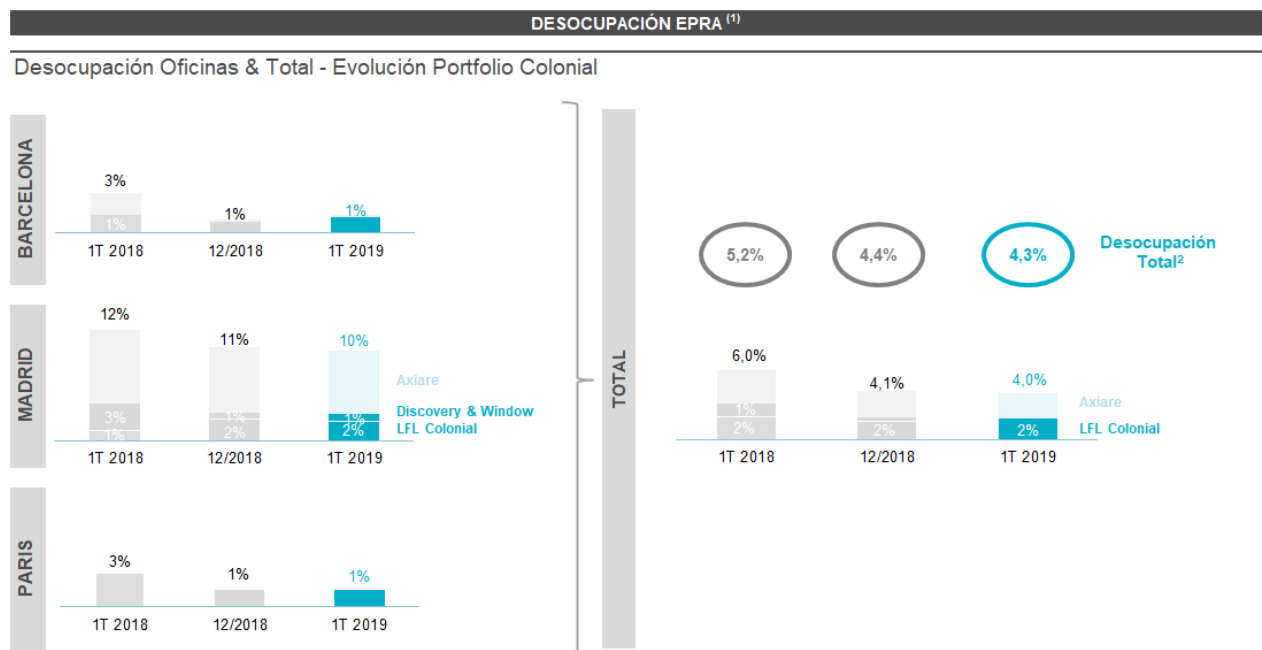 DESOCUPACIÓN EPRA (1)
Desocupación Oficinas & Total - Evolución Portfolio Colonial
BARCELONA
3%
1%
1%
1%
1T 2018
12/2018
1T 2019
MADRID
12%
11%
10%
3%
1%
1%
2%
1%
2%
Axiare
Discovery & Window
LFL Colonial
1T 2018
12/2018
1T 2019
PARIS
3%
1%
1%
1T 2018
12/2018
1T 2019
TOTAL
5,2%
4,4%
4,3%
Desocupación
Total²
6,0%
4,1%
4,0%
1%
2%
2%
2%
Axiare
LFL Colonial
1T 2018
12/2018
1T 2019